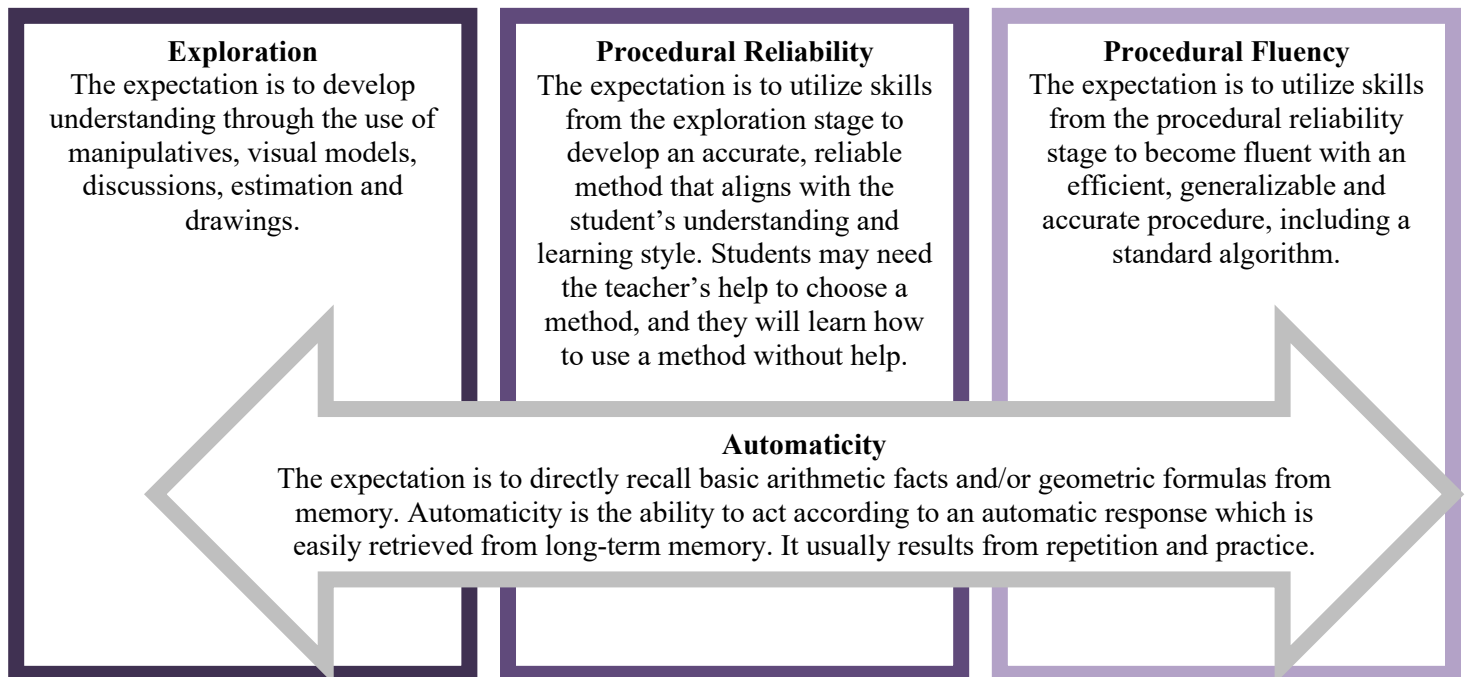 Exploration
The expectation is to develop
understanding through the use of
manipulatives, visual models,
discussions, estimation and
drawings.
Procedural Reliability
The expectation is to utilize skills
from the exploration stage to
develop an accurate, reliable
method that aligns with the
student’s understanding and
learning style. Students may need
the teacher’s help to choose a
method, and they will learn how
to use a method without help.
Procedural Fluency
The expectation is to utilize skills
from the procedural reliability
stage to become fluent with an
efficient, generalizable and
accurate procedure, including a
standard algorithm.
Automaticity
The expectation is to directly recall basic arithmetic facts and/or geometric formulas from
memory. Automaticity is the ability to act according to an automatic response which is
easily retrieved from long-term memory. It usually results from repetition and practice.